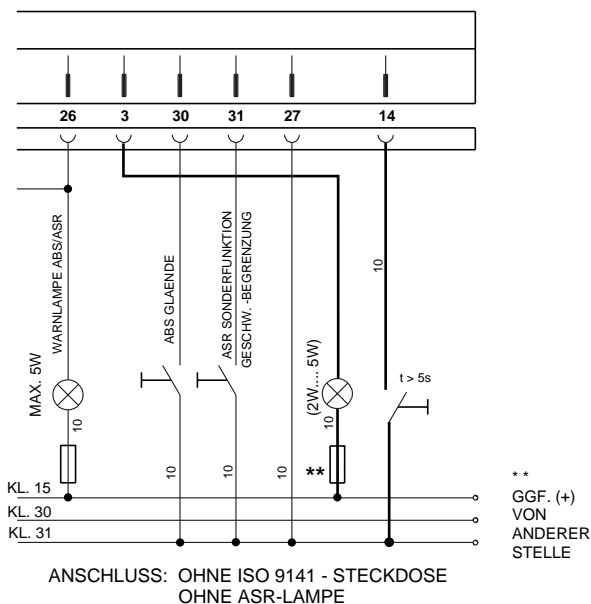 26 3 30 31 27 14
WARNLAMPE ABS/ASR
MAX. 5W
10
ABS GLAENDE
10
ASR SONDERFUNKTION
GESCHW. -BEGRENZUNG
10
10
(2W.... 5W)
10
**
10
t > 5s
KL. 15
KL. 30
KL. 31
* *
GGF. (+)
VON
ANDERER
STELLE
ANSCHLUSS: OHNE ISO 9141 - STECKDOSE
OHNE ASR-LAMPE